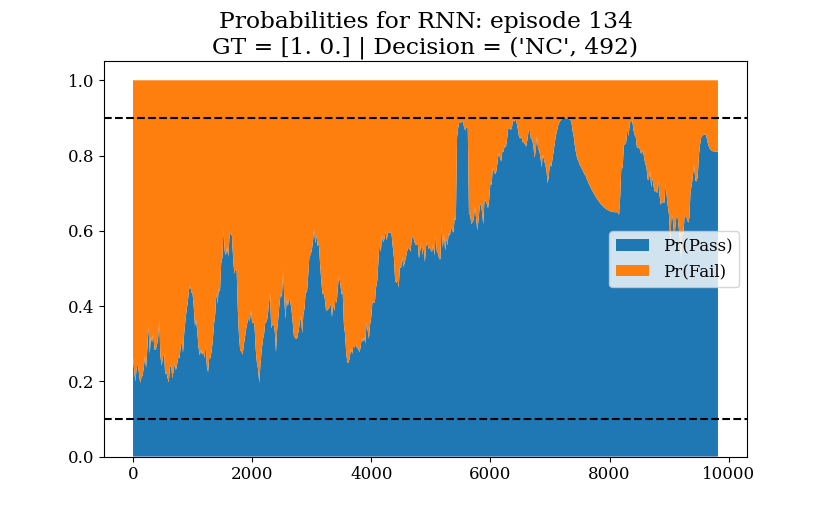 Probabilities for RNN: episode 134
GT = [1. 0.] | Decision = ('NC', 492)
1.0
0.8
0.6
0.4
0.2
0.0
Pr(Pass)
Pr(Fail)
0 2000 4000 6000 8000 10000